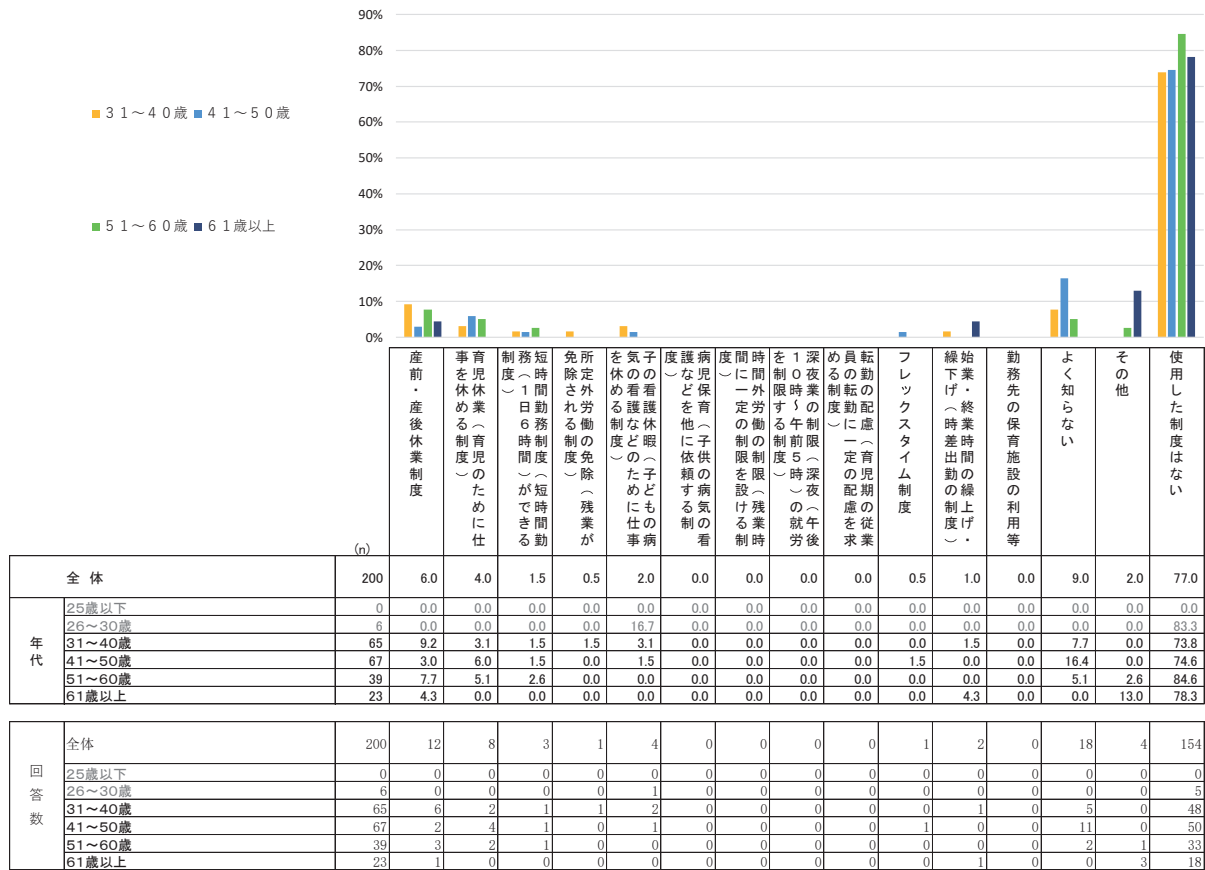 90%
80%
70%
60%
50%
40%
30%
20%
10%
0%
■31～40歳 ■41～50歳
■51～60歳 ■61歳以上
産前・産後休業制度
育児休業（育児のために仕
事を休める制度）
短時間勤務制度（短時間勤
務（１日６時間）ができる
制度）
所定外労働の免除（残業が
免除される制度）
子の看護休暇（子どもの病
気の看護などのために仕事
を休める制度）
病児保育（子供の病気の看
護などを他に依頼する制
度）
時間外労働の制限（残業時
間に一定の制限を設ける制
度）
深夜業の制限（深夜（午後
１０時～午前５時）の就労
を制限する制度）
転勤の配慮（育児期の従業
員の転勤に一定の配慮を求
める制度）
フレックスタイム制度
始業・終業時間の繰上げ・
繰下げ（時差出勤の制度）
勤務先の保育施設の利用等
よく知らない
その他
使用した制度はない
(n)
全 体 200 6.0 4.0 1.5 0.5 2.0 0.0 0.0 0.0 0.0 0.5 1.0 0.0 9.0 2.0 77.0
年代
25歳以下 0 0.0 0.0 0.0 0.0 0.0 0.0 0.0 0.0 0.0 0.0 0.0 0.0 0.0 0.0 0.0
26～30歳 6 0.0 0.0 0.0 0.0 16.7 0.0 0.0 0.0 0.0 0.0 0.0 0.0 0.0 0.0 83.3
31～40歳 65 9.2 3.1 1.5 1.5 3.1 0.0 0.0 0.0 0.0 0.0 1.5 0.0 7.7 0.0 73.8
41～50歳 67 3.0 6.0 1.5 0.0 1.5 0.0 0.0 0.0 0.0 1.5 0.0 0.0 16.4 0.0 74.6
51～60歳 39 7.7 5.1 2.6 0.0 0.0 0.0 0.0 0.0 0.0 0.0 0.0 0.0 5.1 2.6 84.6
61歳以上 23 4.3 0.0 0.0 0.0 0.0 0.0 0.0 0.0 0.0 0.0 4.3 0.0 0.0 13.0 78.3
回答数
全体 200 12 8 3 1 4 0 0 0 0 1 2 0 18 4 154
25歳以下 0 0 0 0 0 0 0 0 0 0 0 0 0 0 0 0
26～30歳 6 0 0 0 0 1 0 0 0 0 0 0 0 0 0 5
31～40歳 65 6 2 1 1 2 0 0 0 0 0 1 0 5 0 48
41～50歳 67 2 4 1 0 1 0 0 0 0 1 0 0 11 0 50
51～60歳 39 3 2 1 0 0 0 0 0 0 0 0 0 2 1 33
61歳以上 23 1 0 0 0 0 0 0 0 0 0 1 0 0 3 18